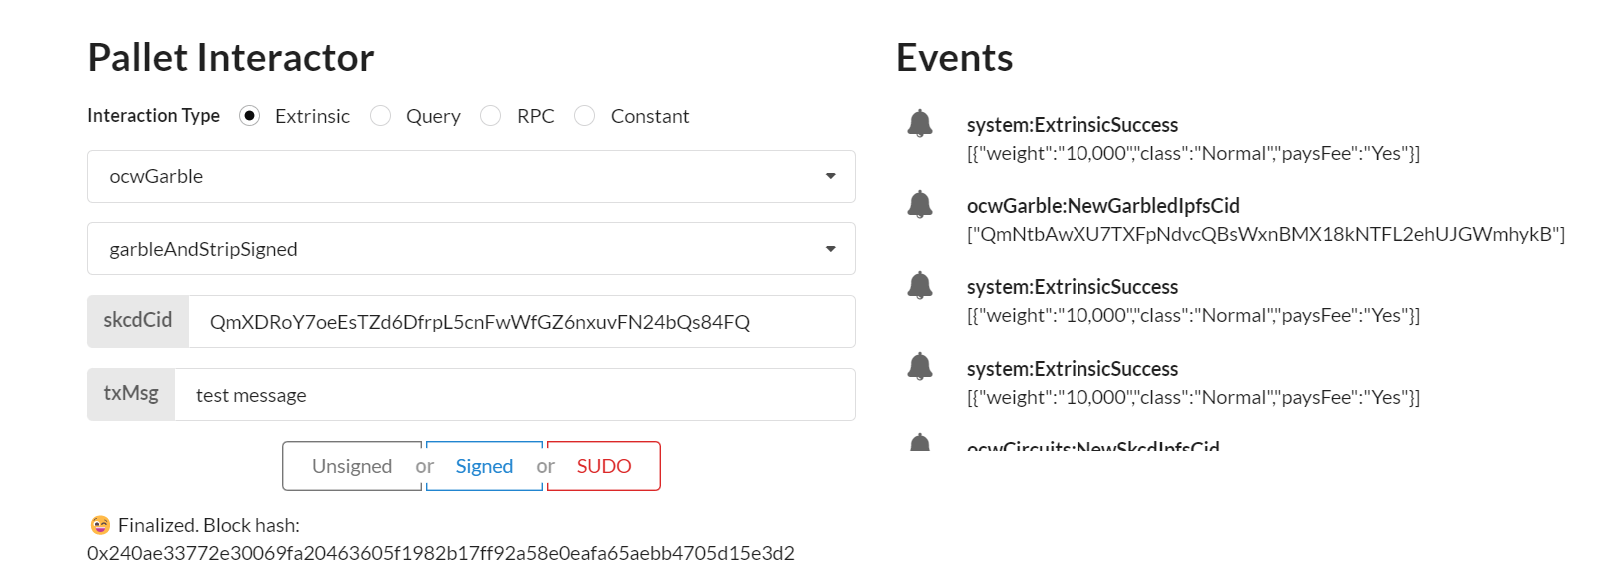 Pallet Interactor
Interaction Type Extrinsic Query RPC Constant
ocwGarble
garbleAndStripSigned
skcdCid QmXDRoY7oeEsTZd6DfrpL5cnFwWfGZ6nxuvFN24bQs84FQ
txMsg test message
Unsigned or Signed or SUDO
Finalized. Block hash:
0x240ae33772e30069fa20463605f1982b17ff92a58e0eafa65aebb4705d15e3d2
Events
system:ExtrinsicSuccess
[{"weight":"10,000","class":"Normal","paysFee":"Yes"}]
ocwGarble:NewGarbledIpfsCid
["QmNtbAwXU7TXFpNdvcQBsWxnBMX18kNTFL2ehUJGWmhykB"]
system:ExtrinsicSuccess
[{"weight":"10,000","class":"Normal","paysFee":"Yes"}]
system:ExtrinsicSuccess
[{"weight":"10,000","class":"Normal","paysFee":"Yes"}]
ocwCircuits:NewSkcdIpfsCid